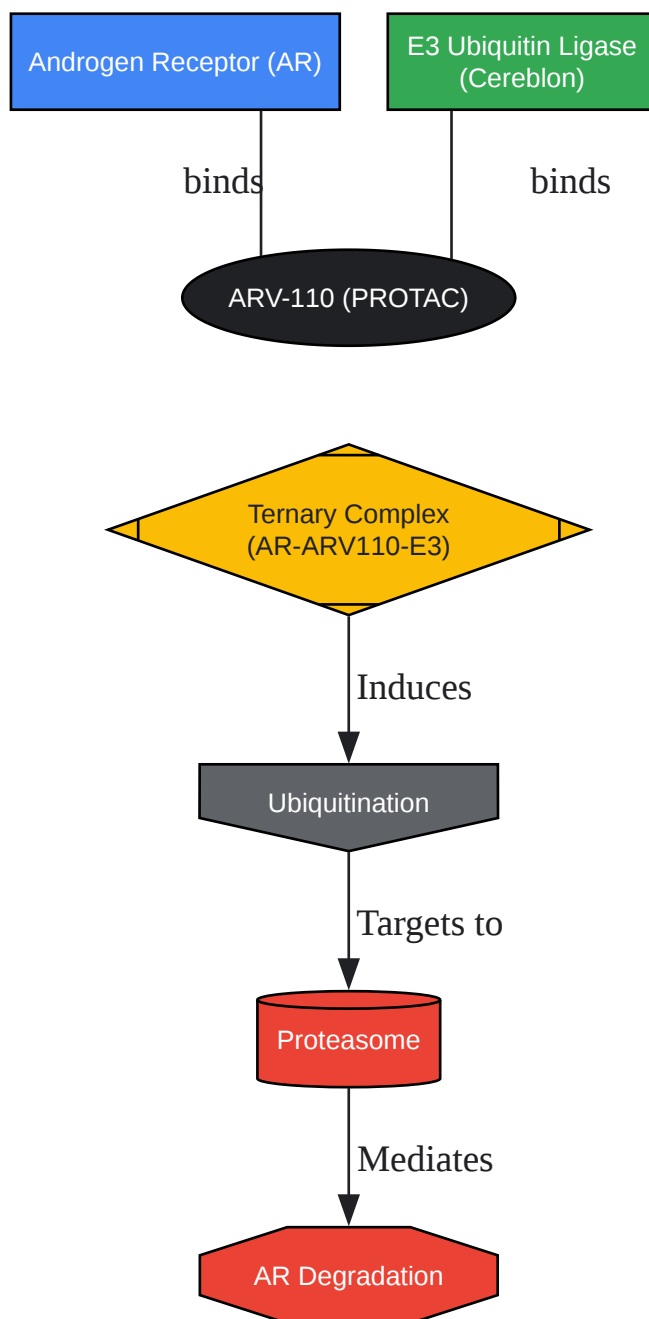 Androgen Receptor (AR)
E3 Ubiquitin Ligase
(Cereblon)
binds
binds
ARV-110 (PROTAC)
Ternary Complex
(AR-ARV110-E3)
Induces
Ubiquitination
Targets to
Proteasome
Mediates
AR Degradation